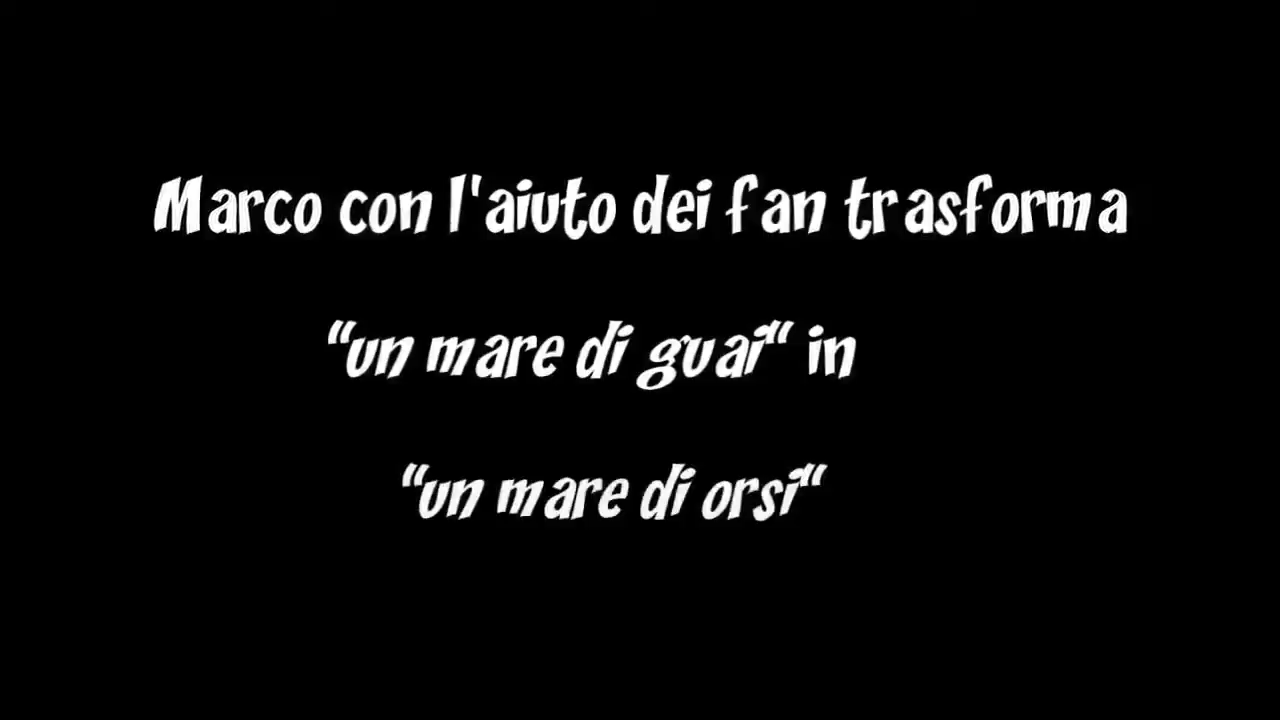 Marco con l'aiuto dei fan trasforma
“un mare di guai“ in
“un mare di orsi“